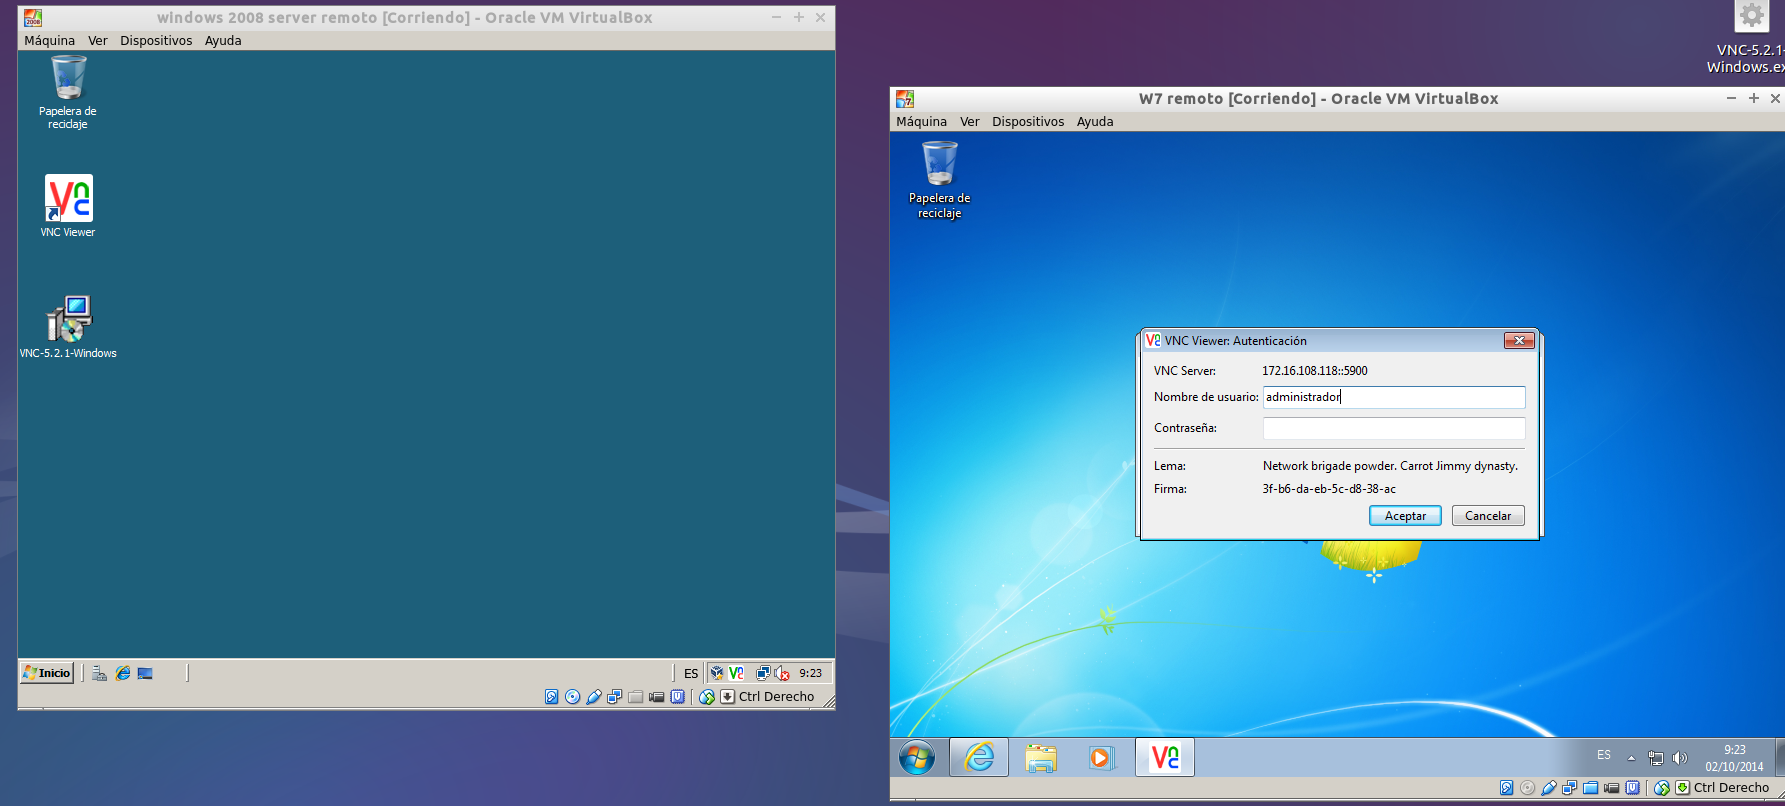 windows 2008 server remoto [Corriendo] - Oracle VM VirtualBox
Máquina Ver Dispositivos Ayuda
Papelera de
reciclaje
VNC Viewer
VNC-5.2.1-Windows
Inicio
ES
9:23
Ctrl Derecho
VNC-5.2.1-
Windows.ex
W7 remoto [Corriendo] - Oracle VM VirtualBox
Máquina Ver Dispositivos Ayuda
Papelera de
reciclaje
VNC Viewer: Autenticación
VNC Server: 172.16.108.118::5900
Nombre de usuario: administrador
Contraseña:
Lema: Network brigade powder. Carrot Jimmy dynasty.
Firma: 3f-b6-da-eb-5c-d8-38-ac
Aceptar Cancelar
ES
9:23
02/10/2014
Ctrl Derecho